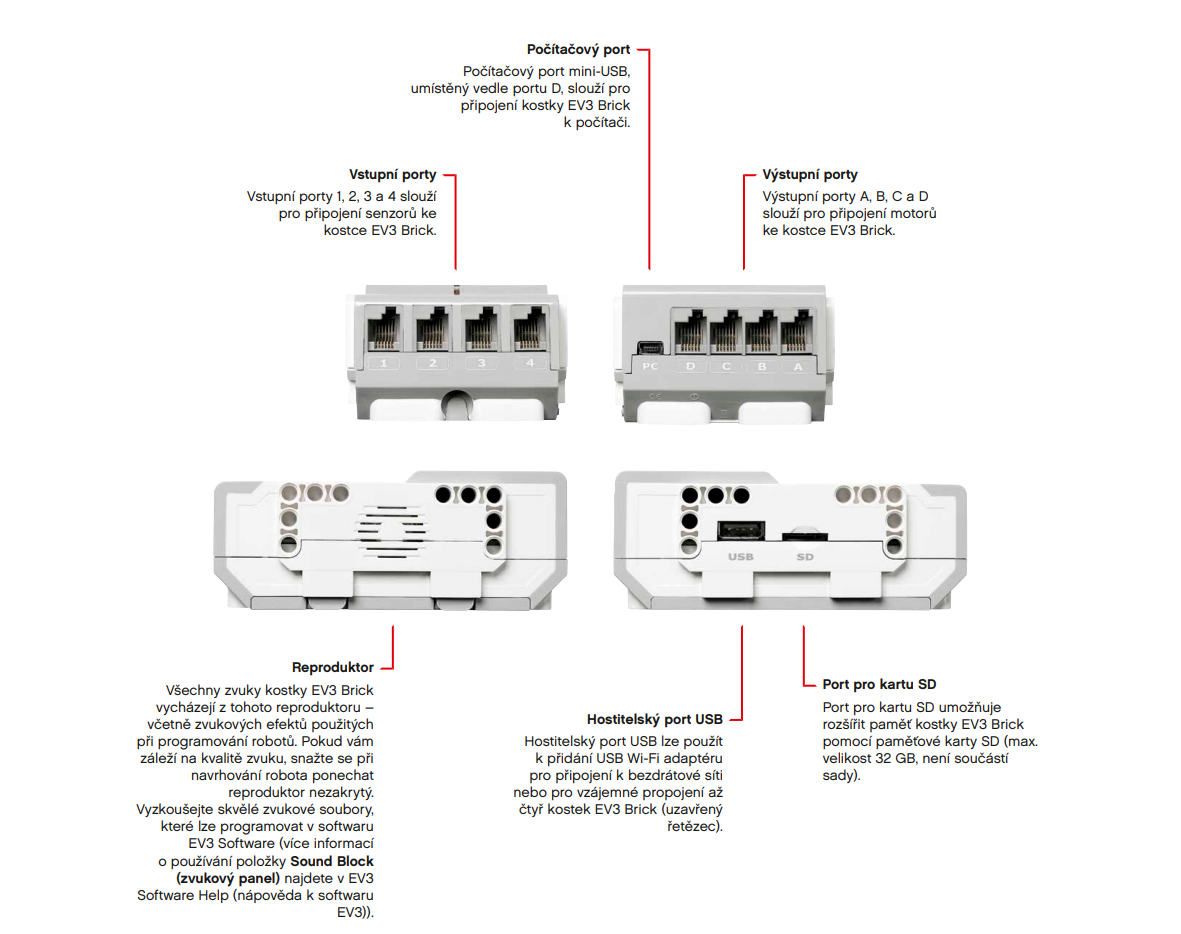 Počítačový port
Počítačový port mini-USB,
umístěný vedle portu D, slouží pro
připojení kostky EV3 Brick
k počítači.
Vstupní porty
Vstupní porty 1, 2, 3 a 4 slouží
pro připojení senzorů ke
kostce EV3 Brick.
Výstupní porty
Výstupní porty A, B, C a D
slouží pro připojení motorů
ke kostce EV3 Brick.
1 2 3 4
PC D C B A
USB SD
Reproduktor
Všechny zvuky kostky EV3 Brick
vycházejí z tohoto reproduktoru –
včetně zvukových efektů použitých
při programování robotů. Pokud vám
záleží na kvalitě zvuku, snažte se při
navrhování robota ponechat
reproduktor nezakrytý.
Vyzkoušejte skvělé zvukové soubory,
které lze programovat v softwaru
EV3 Software (více informací
o používání položky Sound Block
(zvukový panel) najdete v EV3
Software Help (nápověda k softwaru
EV3)).
Hostitelský port USB
Hostitelský port USB lze použít
k přidání USB Wi-Fi adaptéru
pro připojení k bezdrátové síti
nebo pro vzájemné propojení až
čtyř kostek EV3 Brick (uzavřený
řetězec).
Port pro kartu SD
Port pro kartu SD umožňuje
rozšířit paměť kostky EV3 Brick
pomocí paměťové karty SD (max.
velikost 32 GB, není součástí
sady).